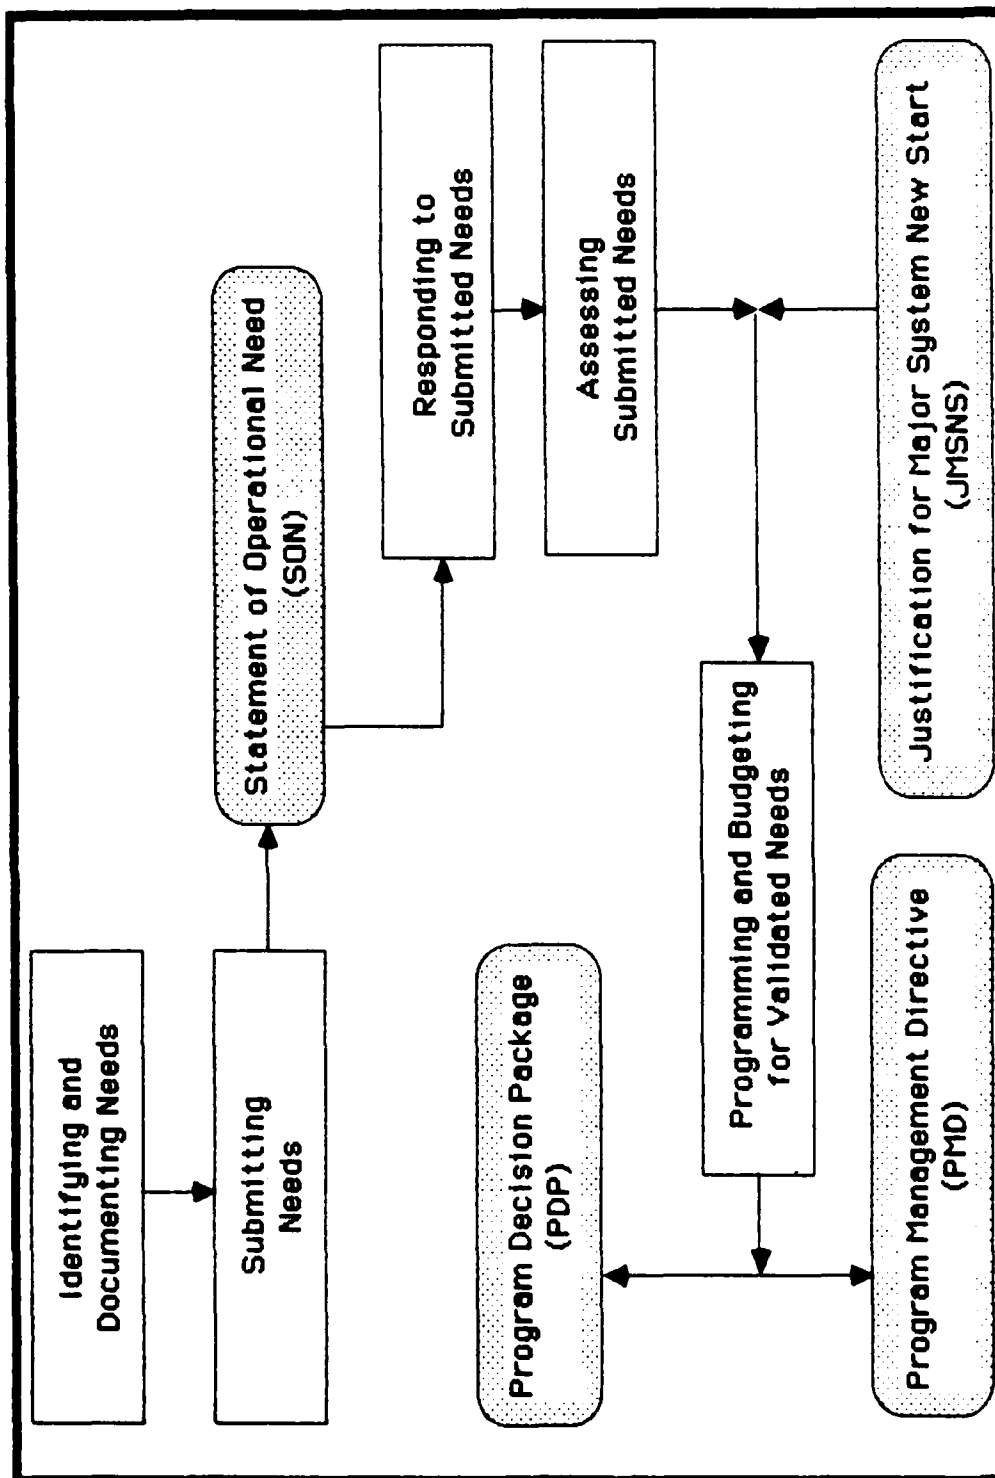 Identifying and
Documenting Needs
Submitting
Needs
Statement of Operational Need
(SON)
Responding to
Submitted Needs
Assessing
Submitted Needs
Programming and Budgeting
for Validated Needs
Program Decision Package
(PDP)
Program Management Directive
(PMD)
Justification for Major System New Start
(JMSNS)